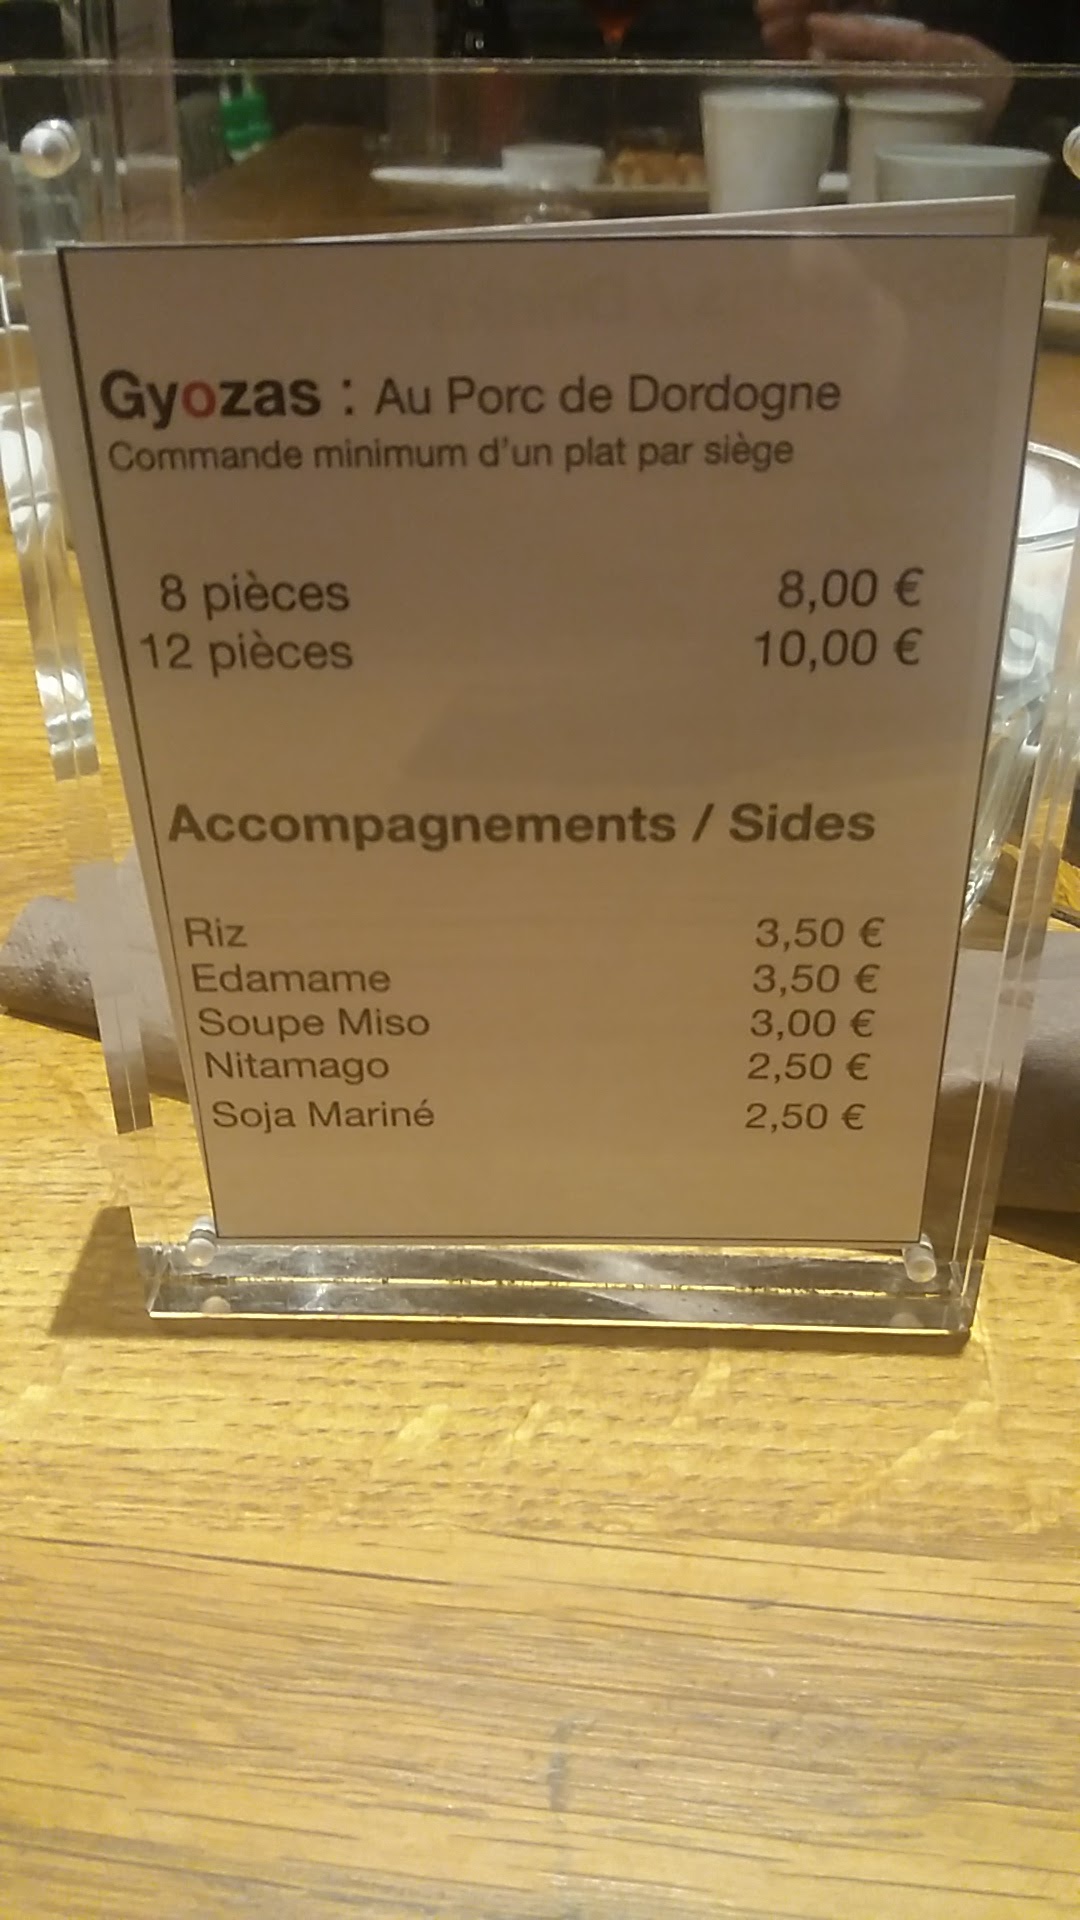 Gyozas : Au Porc de Dordogne
Commande minimum d'un plat par siège
8 pièces 8,00 €
12 pièces 10,00 €
Accompagnements / Sides
Riz 3,50 €
Edamame 3,50 €
Soupe Miso 3,00 €
Nitamago 2,50 €
Soja Mariné 2,50 €